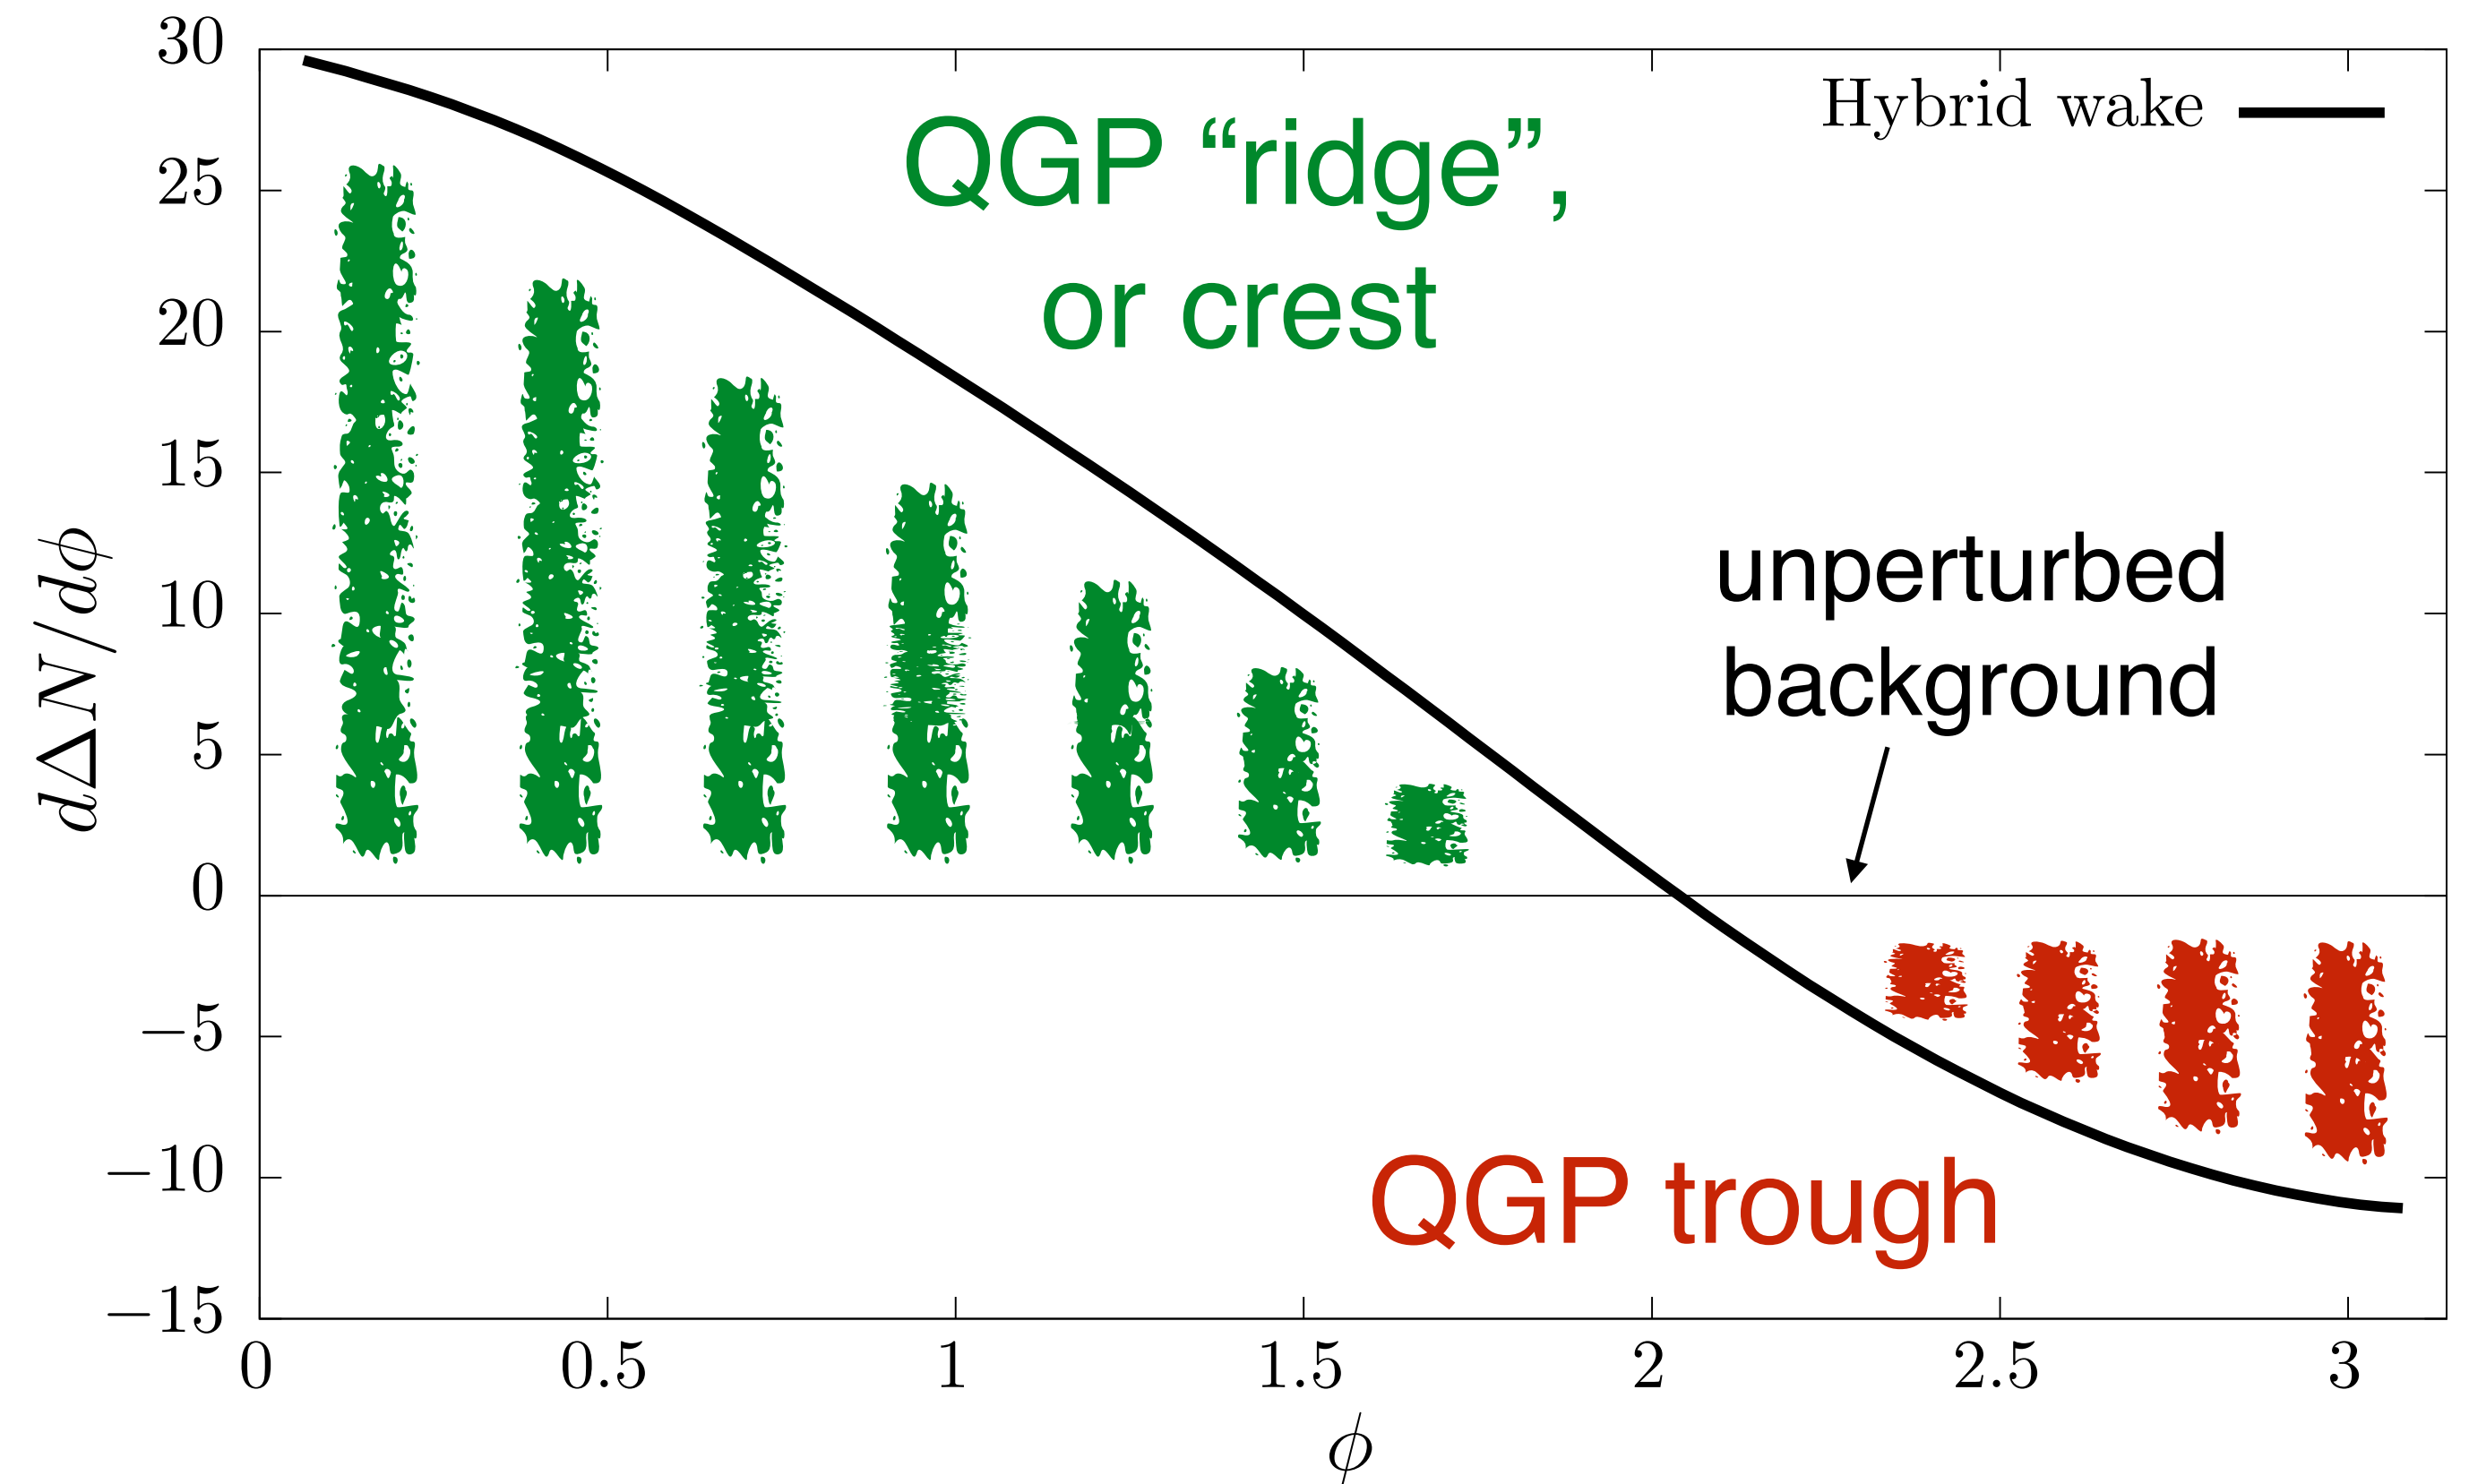 30
25
20
15
10
5
0
−5
−10
−15
dΔN/dϕ
Hybrid wake
QGP “ridge”,
or crest
unperturbed
background
QGP trough
0 0.5 1 1.5 2 2.5 3
ϕ